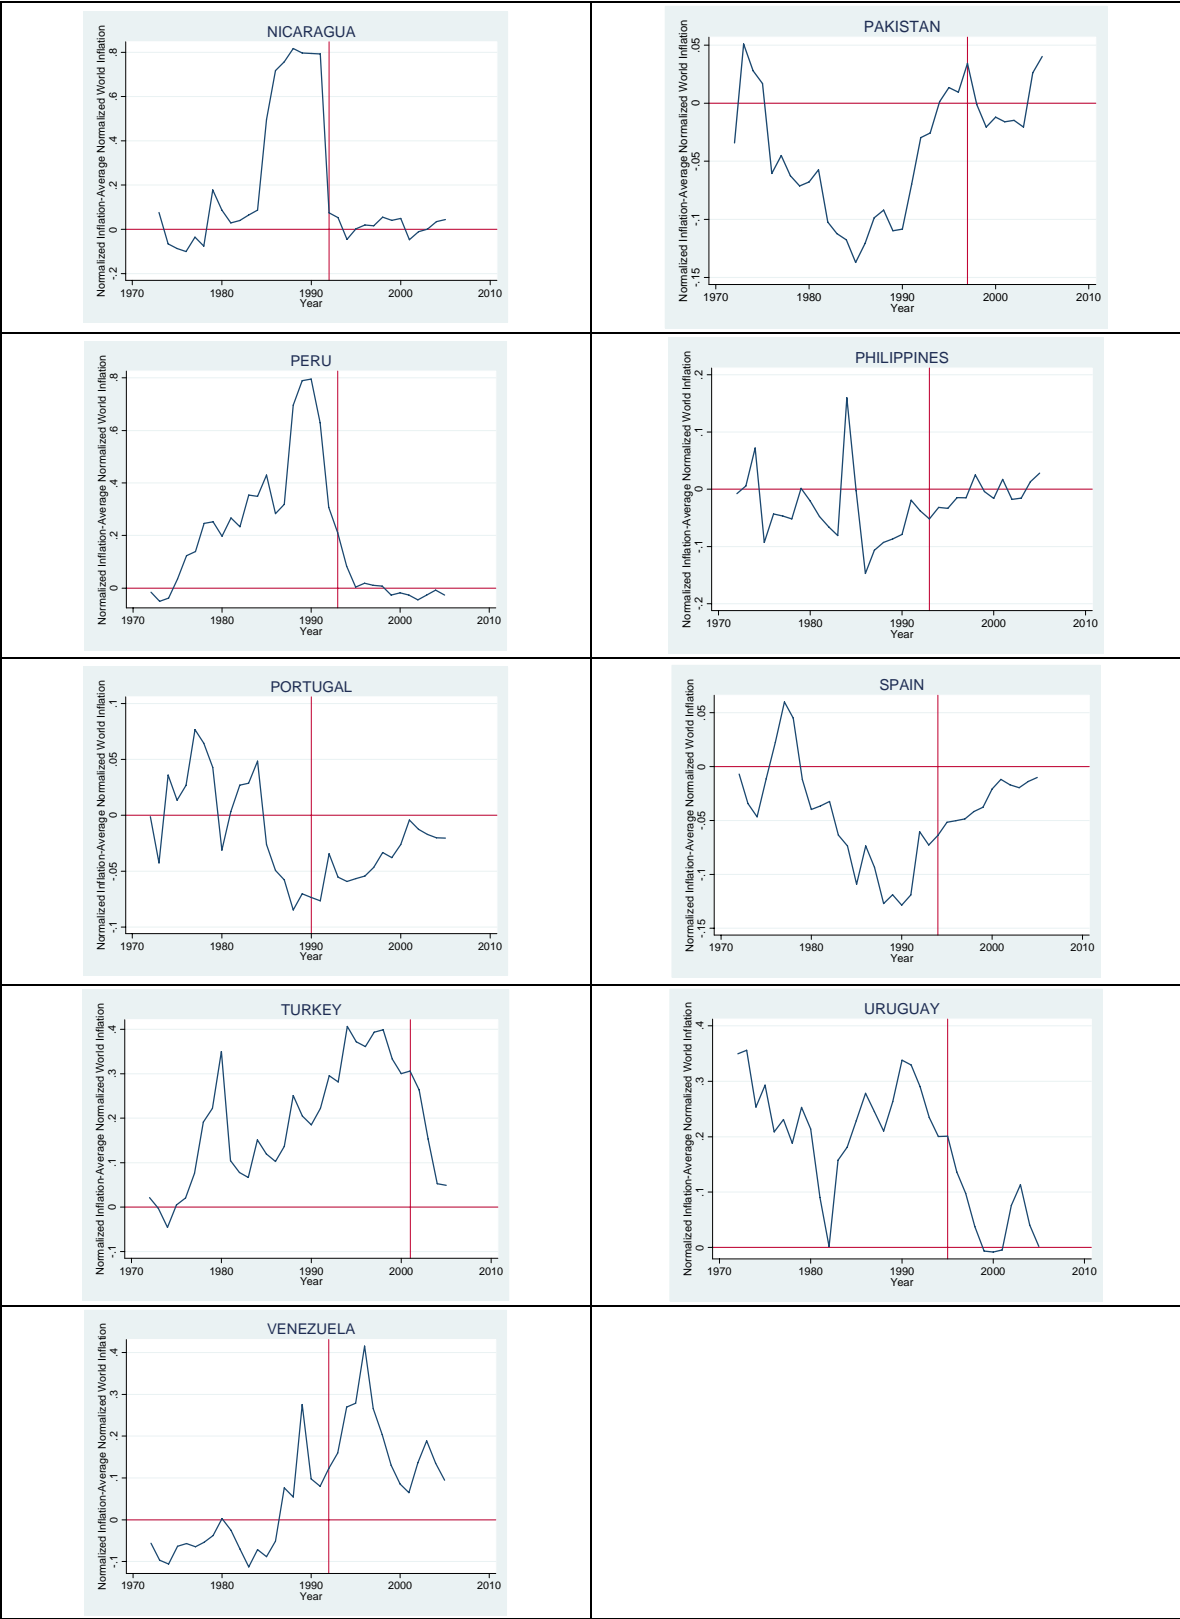 NICARAGUA
Normalized Inflation-Average Normalized World Inflation
.8
.6
.4
.2
0
-.2
1970 1980 1990 2000 2010
Year
PAKISTAN
Normalized Inflation-Average Normalized World Inflation
.05
0
-.05
-.1
-.15
1970 1980 1990 2000 2010
Year
PERU
Normalized Inflation-Average Normalized World Inflation
.8
.6
.4
.2
0
1970 1980 1990 2000 2010
Year
PHILIPPINES
Normalized Inflation-Average Normalized World Inflation
.2
.1
0
-.1
-.2
1970 1980 1990 2000 2010
Year
PORTUGAL
Normalized Inflation-Average Normalized World Inflation
.1
.05
0
-.05
-.1
1970 1980 1990 2000 2010
Year
SPAIN
Normalized Inflation-Average Normalized World Inflation
.05
0
-.05
-.1
-.15
1970 1980 1990 2000 2010
Year
TURKEY
Normalized Inflation-Average Normalized World Inflation
.4
.3
.2
.1
0
-.1
1970 1980 1990 2000 2010
Year
URUGUAY
Normalized Inflation-Average Normalized World Inflation
.4
.3
.2
.1
0
1970 1980 1990 2000 2010
Year
VENEZUELA
Normalized Inflation-Average Normalized World Inflation
.4
.3
.2
.1
0
-.1
1970 1980 1990 2000 2010
Year